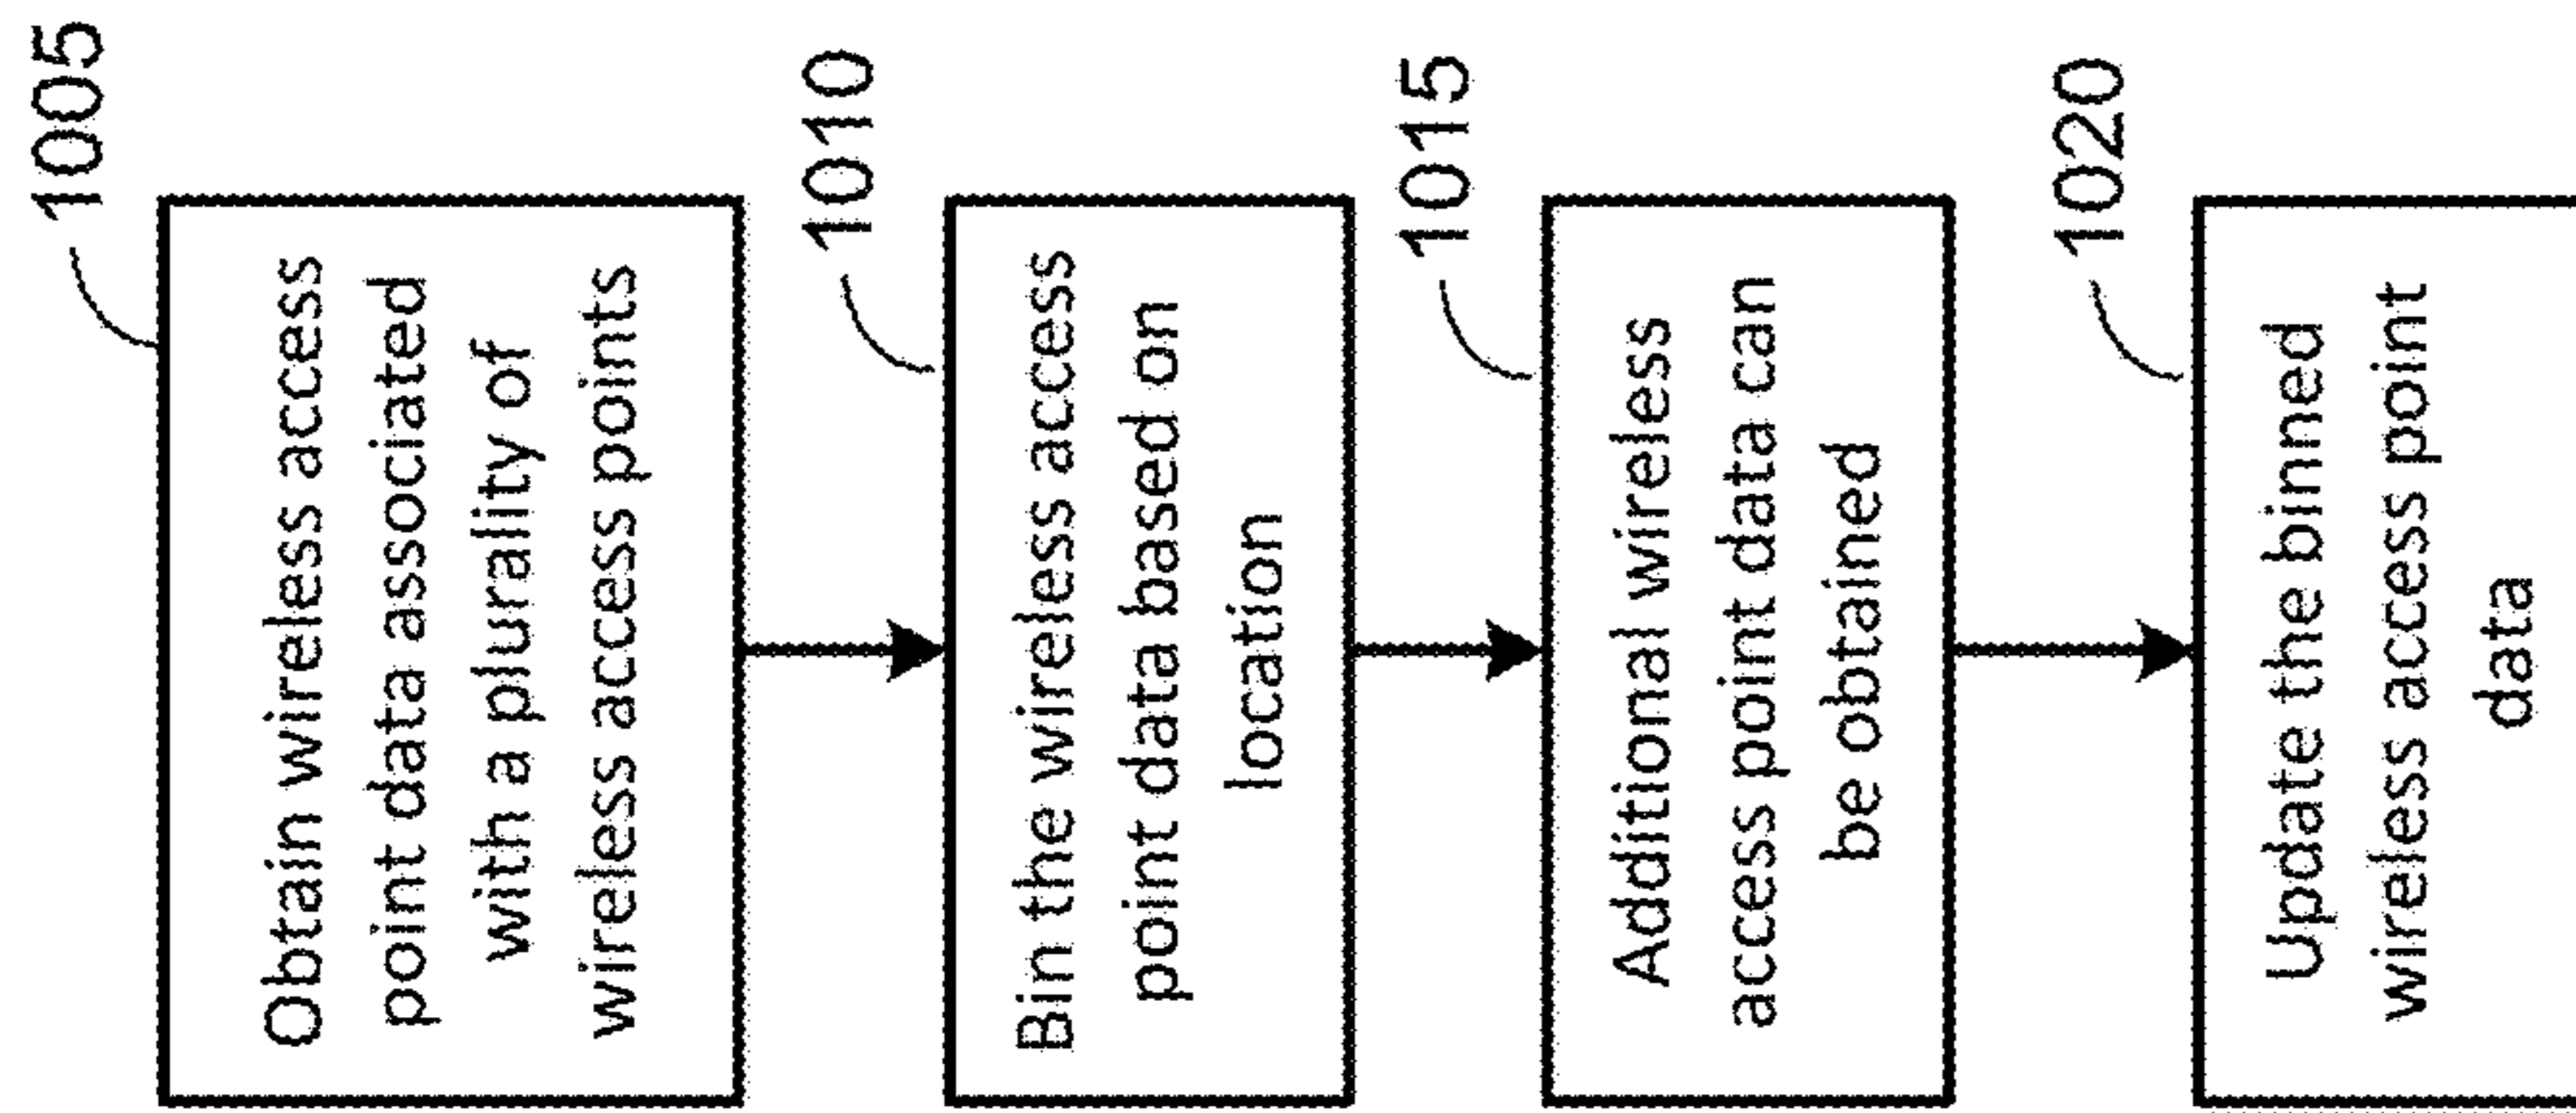 1005
Obtain wireless access
point data associated
with a plurality of
wireless access points
1010
Bin the wireless access
point data based on
location
1015
Additional wireless
access point data can
be obtained
1020
Update the binned
wireless access point
data